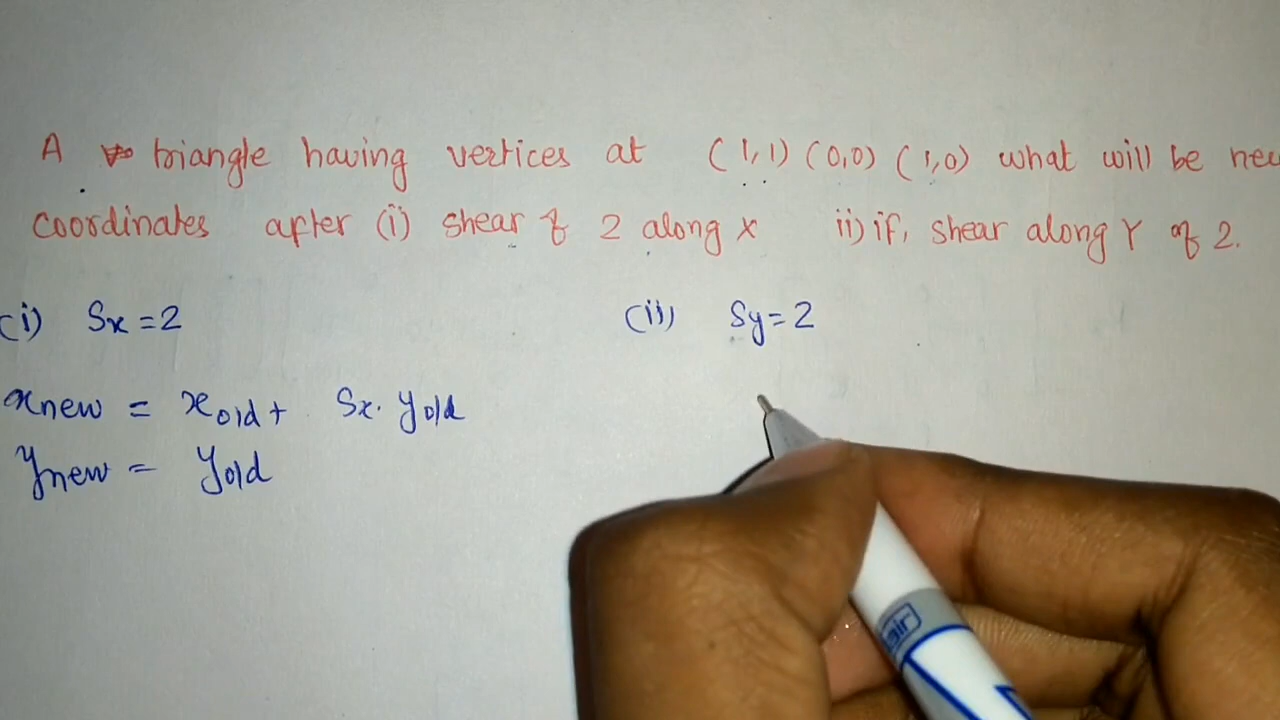 A triangle having vertices at (1,1) (0,0) (1,0) what will be new
coordinates after (i) shear of 2 along x ii) if, shear along Y of 2.
(i) Sx = 2
(ii) Sy = 2
xnew = xold + Sx. yold
ynew = yold